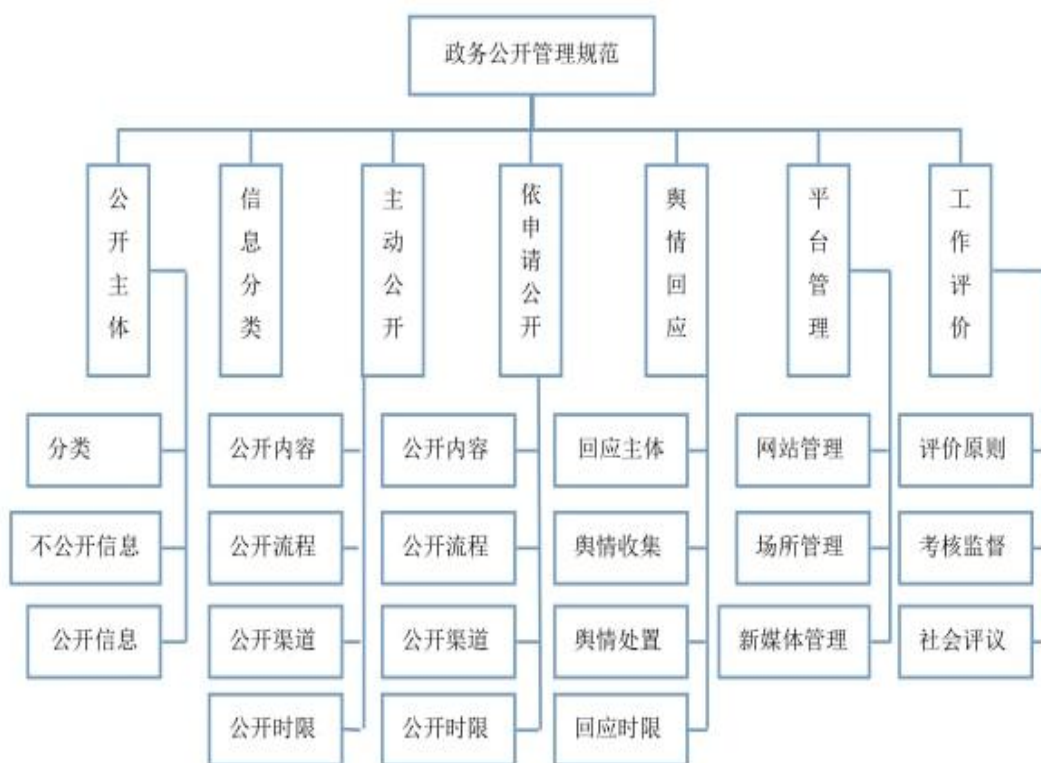 政务公开管理规范
公开主体
信息分类
主动公开
依申请公开
舆情回应
平台管理
工作评价
分类
公开内容
公开内容
回应主体
网站管理
评价原则
不公开信息
公开流程
公开流程
舆情收集
场所管理
考核监督
公开信息
公开渠道
公开渠道
舆情处置
新媒体管理
社会评议
公开时限
公开时限
回应时限